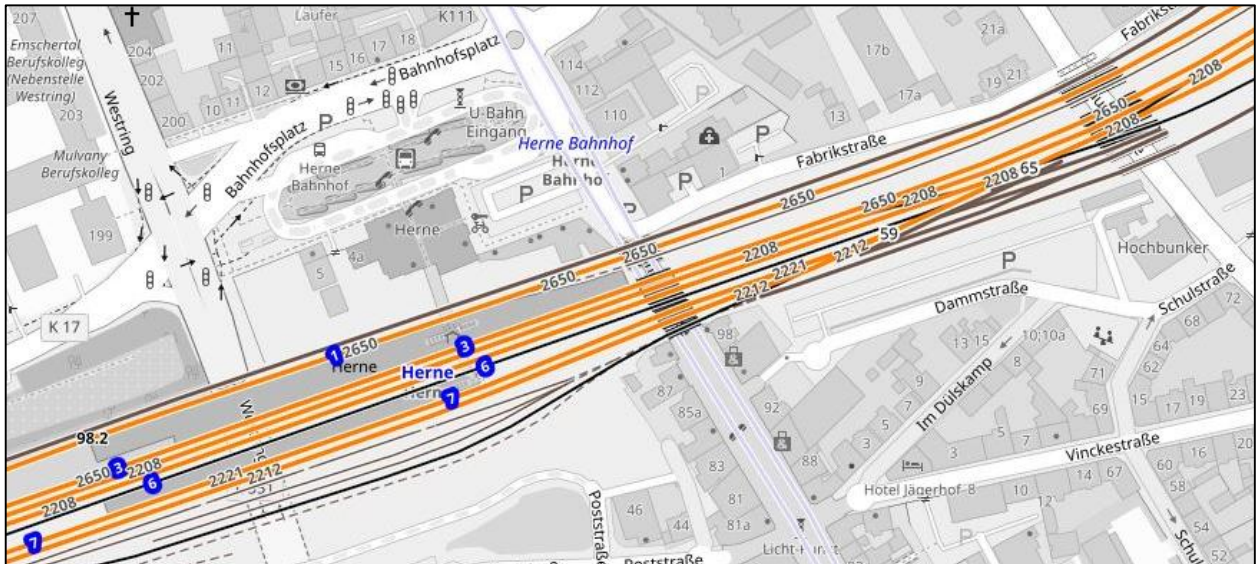 207
Emschertal
Berufskolleg
(Nebenstelle
Westring)
203
Mulvany
Berufskolleg
199
K 17
Westring
204
202
200
Läufer
11
15
16
17
18
12
11
10
K111
Bahnhofsplatz
Bahnhofsplatz
P
U-Bahn
Eingang
Herne
Bahnhof
Herne
P
4a
5
Herne Bahnhof
Herne
Bahnhof
114
112
110
P
P
P
1
13
17b
17a
19
21
21a
Fabrikstraße
Fabrikstr
2208
2650
2208
2650
2650
2208
2208
65
2650
2650
2208
59
2212
2221
2212
1
2650
Herne
3
6
Herne
7
98.2
2650
3
2208
6
2221
2212
2208
7
P
Hochbunker
Dammstraße
Schulstraße
72
68
64
62
98
87
85a
83
81
81a
92
88
13
15
10;10a
8
9
7
5
3
Im Dülskamp
71
69
15
17
19
23
Vinckestraße
3
5
7
Hotel Jägerhof
8
10
12
14
67
60
58
16
20
54
52
P
46
44
Poststraße
Poststraße